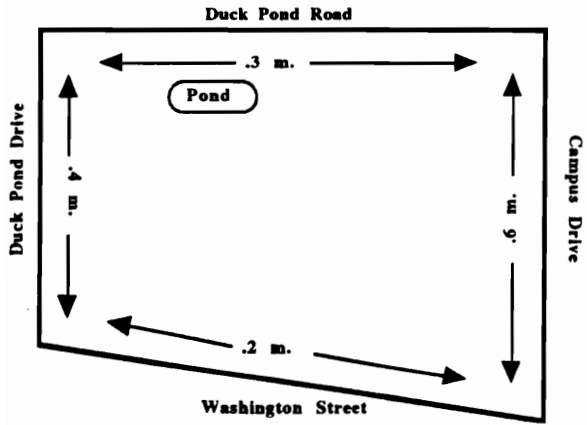 Duck Pond Road
.3 m.
Pond
Duck Pond Drive
.4 m.
.6 m.
Campus Drive
.2 m.
Washington Street